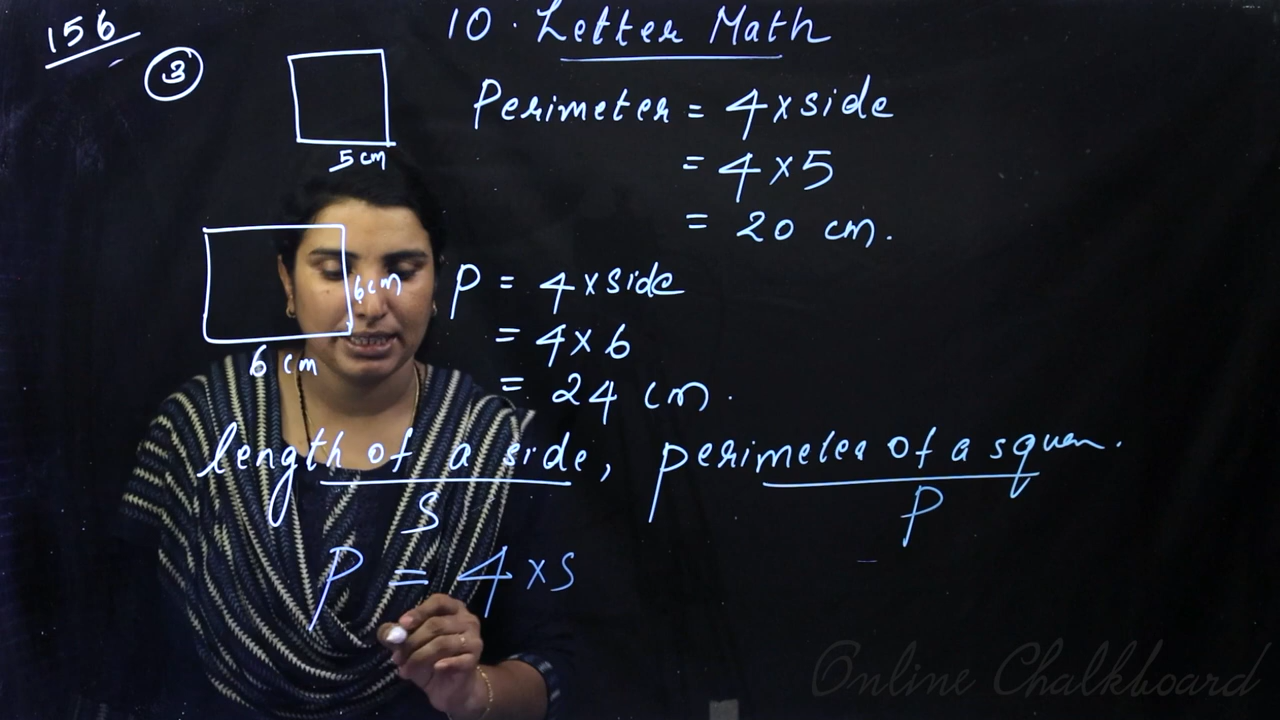 156
3
10. Letter Math
5 cm
Perimeter = 4 x side
= 4 x 5
= 20 cm.
6 cm
6 cm
P = 4 x side
= 4 x 6
= 24 cm.
length of a side, perimeter of a square.
S
P
P = 4 x S
Online Chalkboard